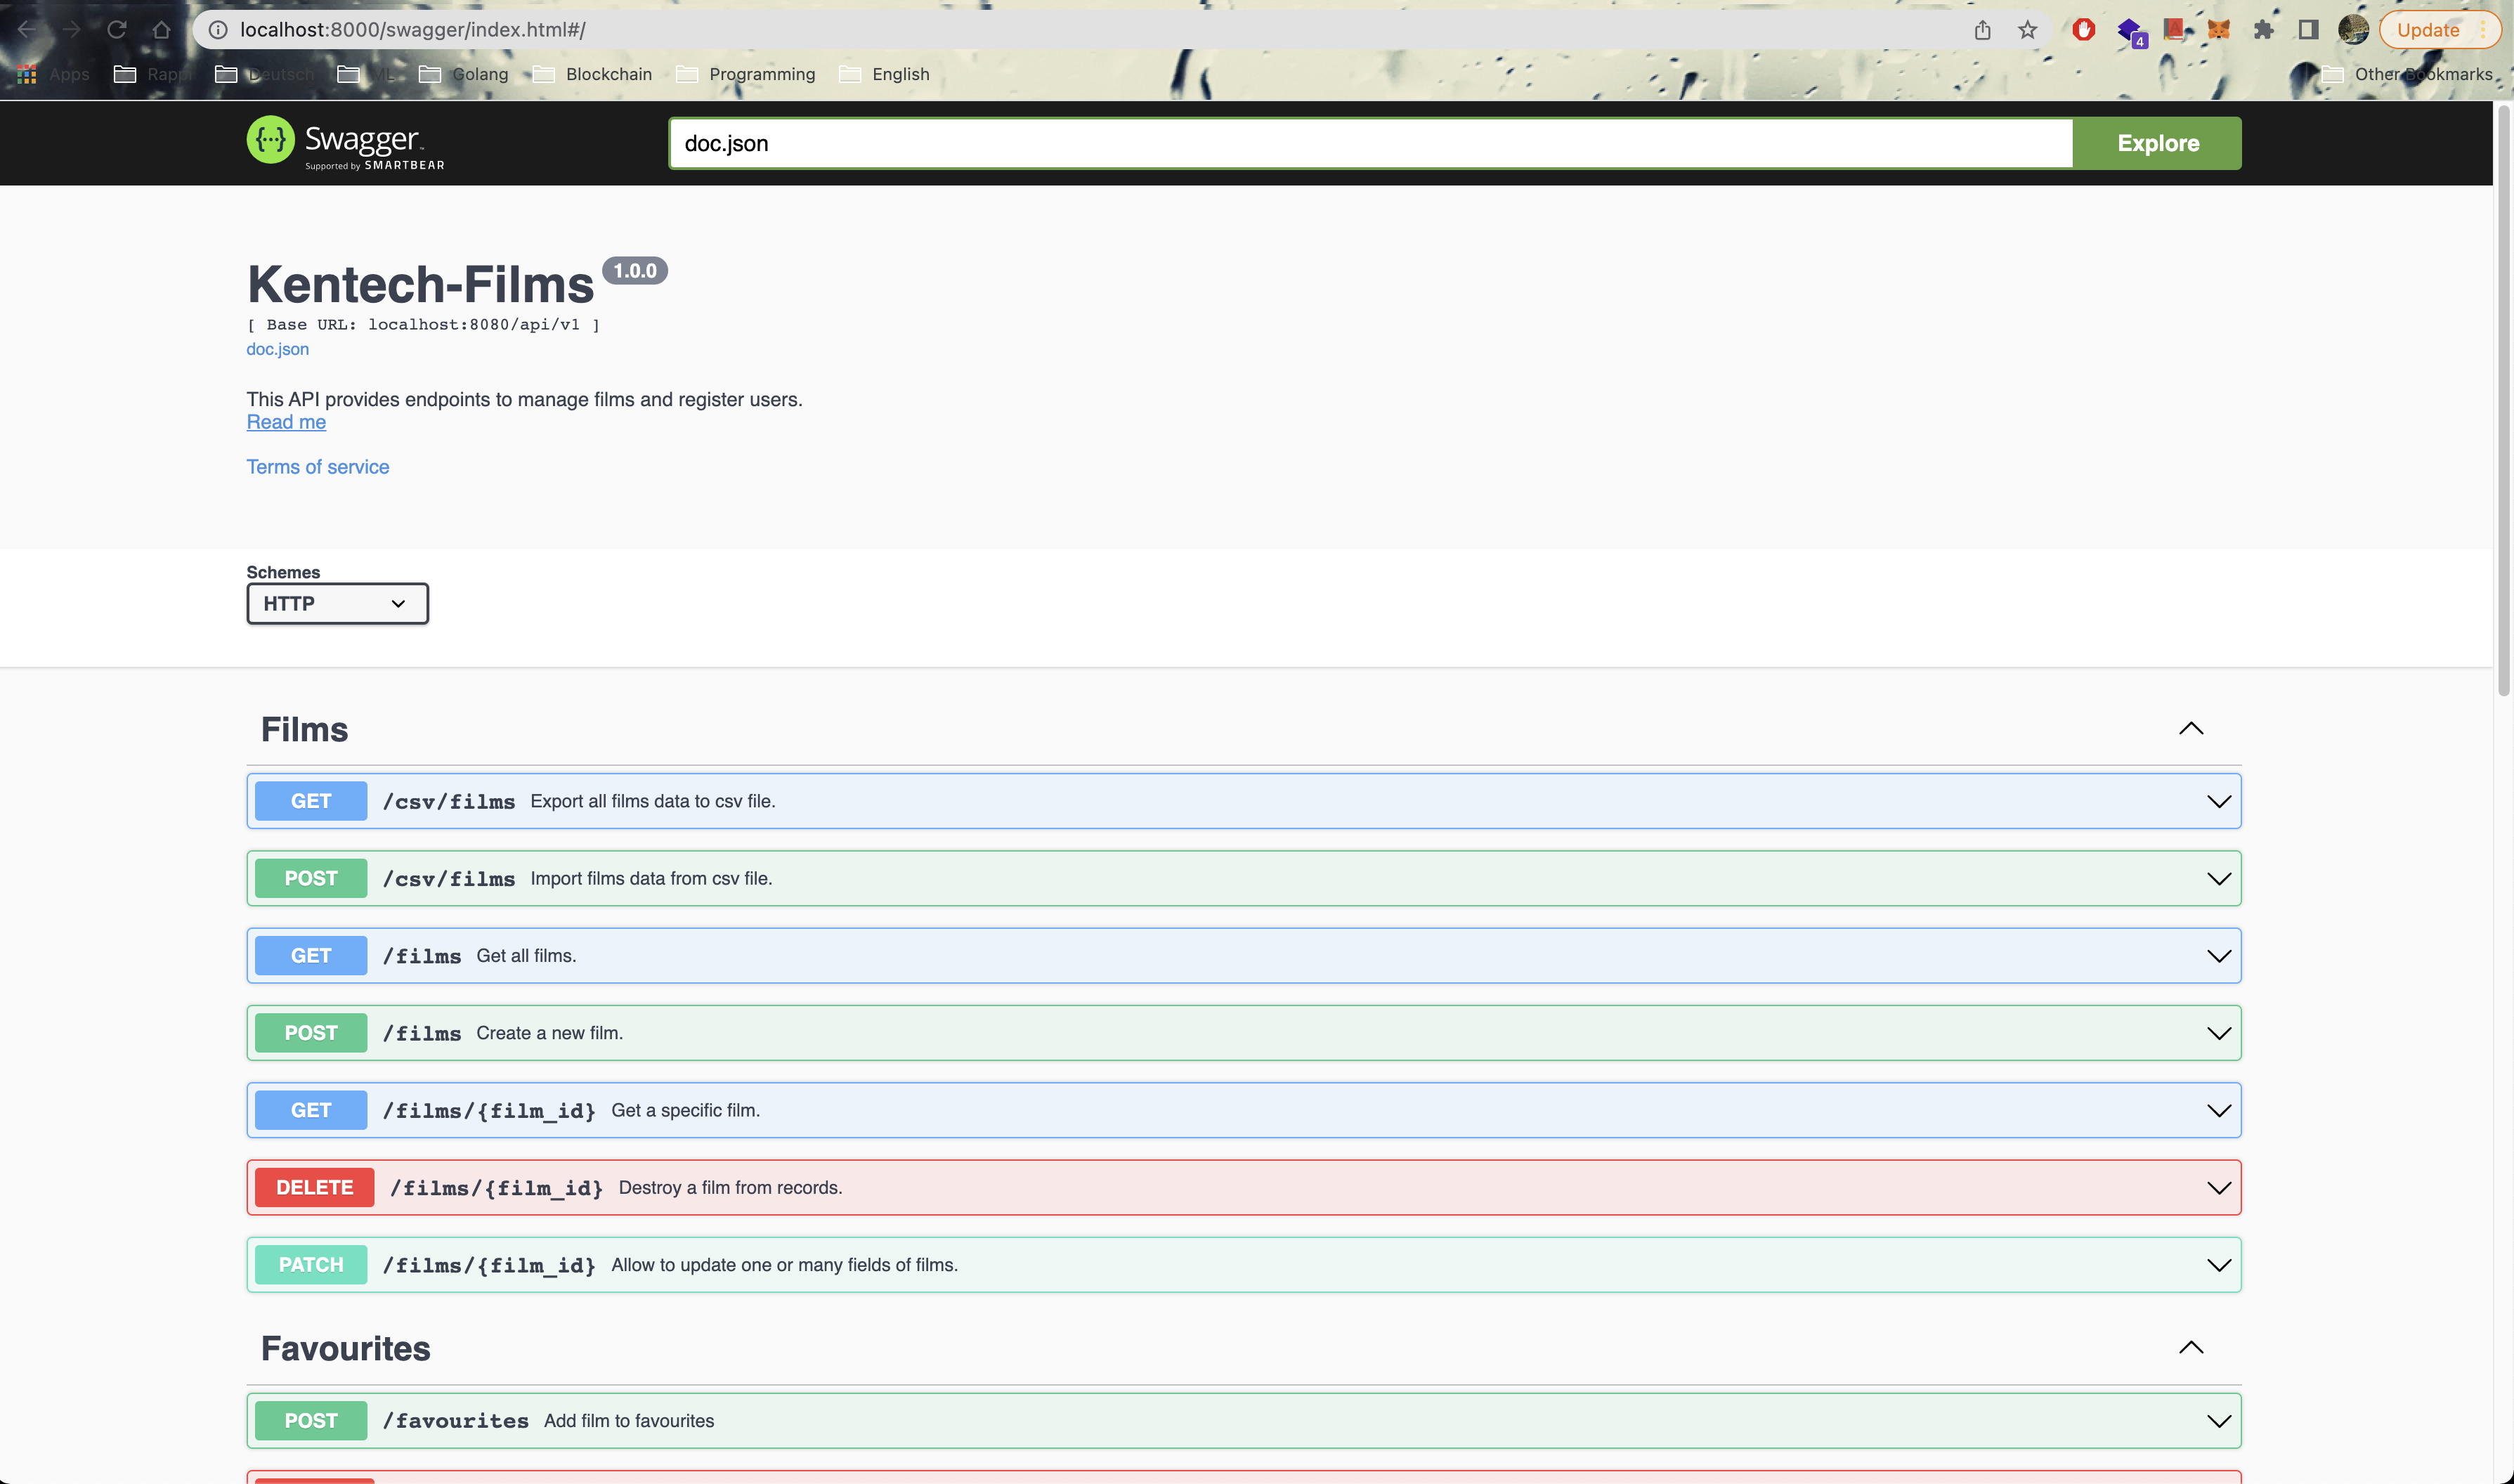 localhost:8000/swagger/index.html#/
4
Update
Apps
Rappi
Deutsch
ML
Golang
Blockchain
Programming
English
Other Bookmarks
{···} Swagger™
Supported by SMARTBEAR
doc.json
Explore
Kentech-Films 1.0.0
[ Base URL: localhost:8080/api/v1 ]
doc.json
This API provides endpoints to manage films and register users.
Read me
Terms of service
Schemes
HTTP
Films
GET /csv/films Export all films data to csv file.
POST /csv/films Import films data from csv file.
GET /films Get all films.
POST /films Create a new film.
GET /films/{film_id} Get a specific film.
DELETE /films/{film_id} Destroy a film from records.
PATCH /films/{film_id} Allow to update one or many fields of films.
Favourites
POST /favourites Add film to favourites